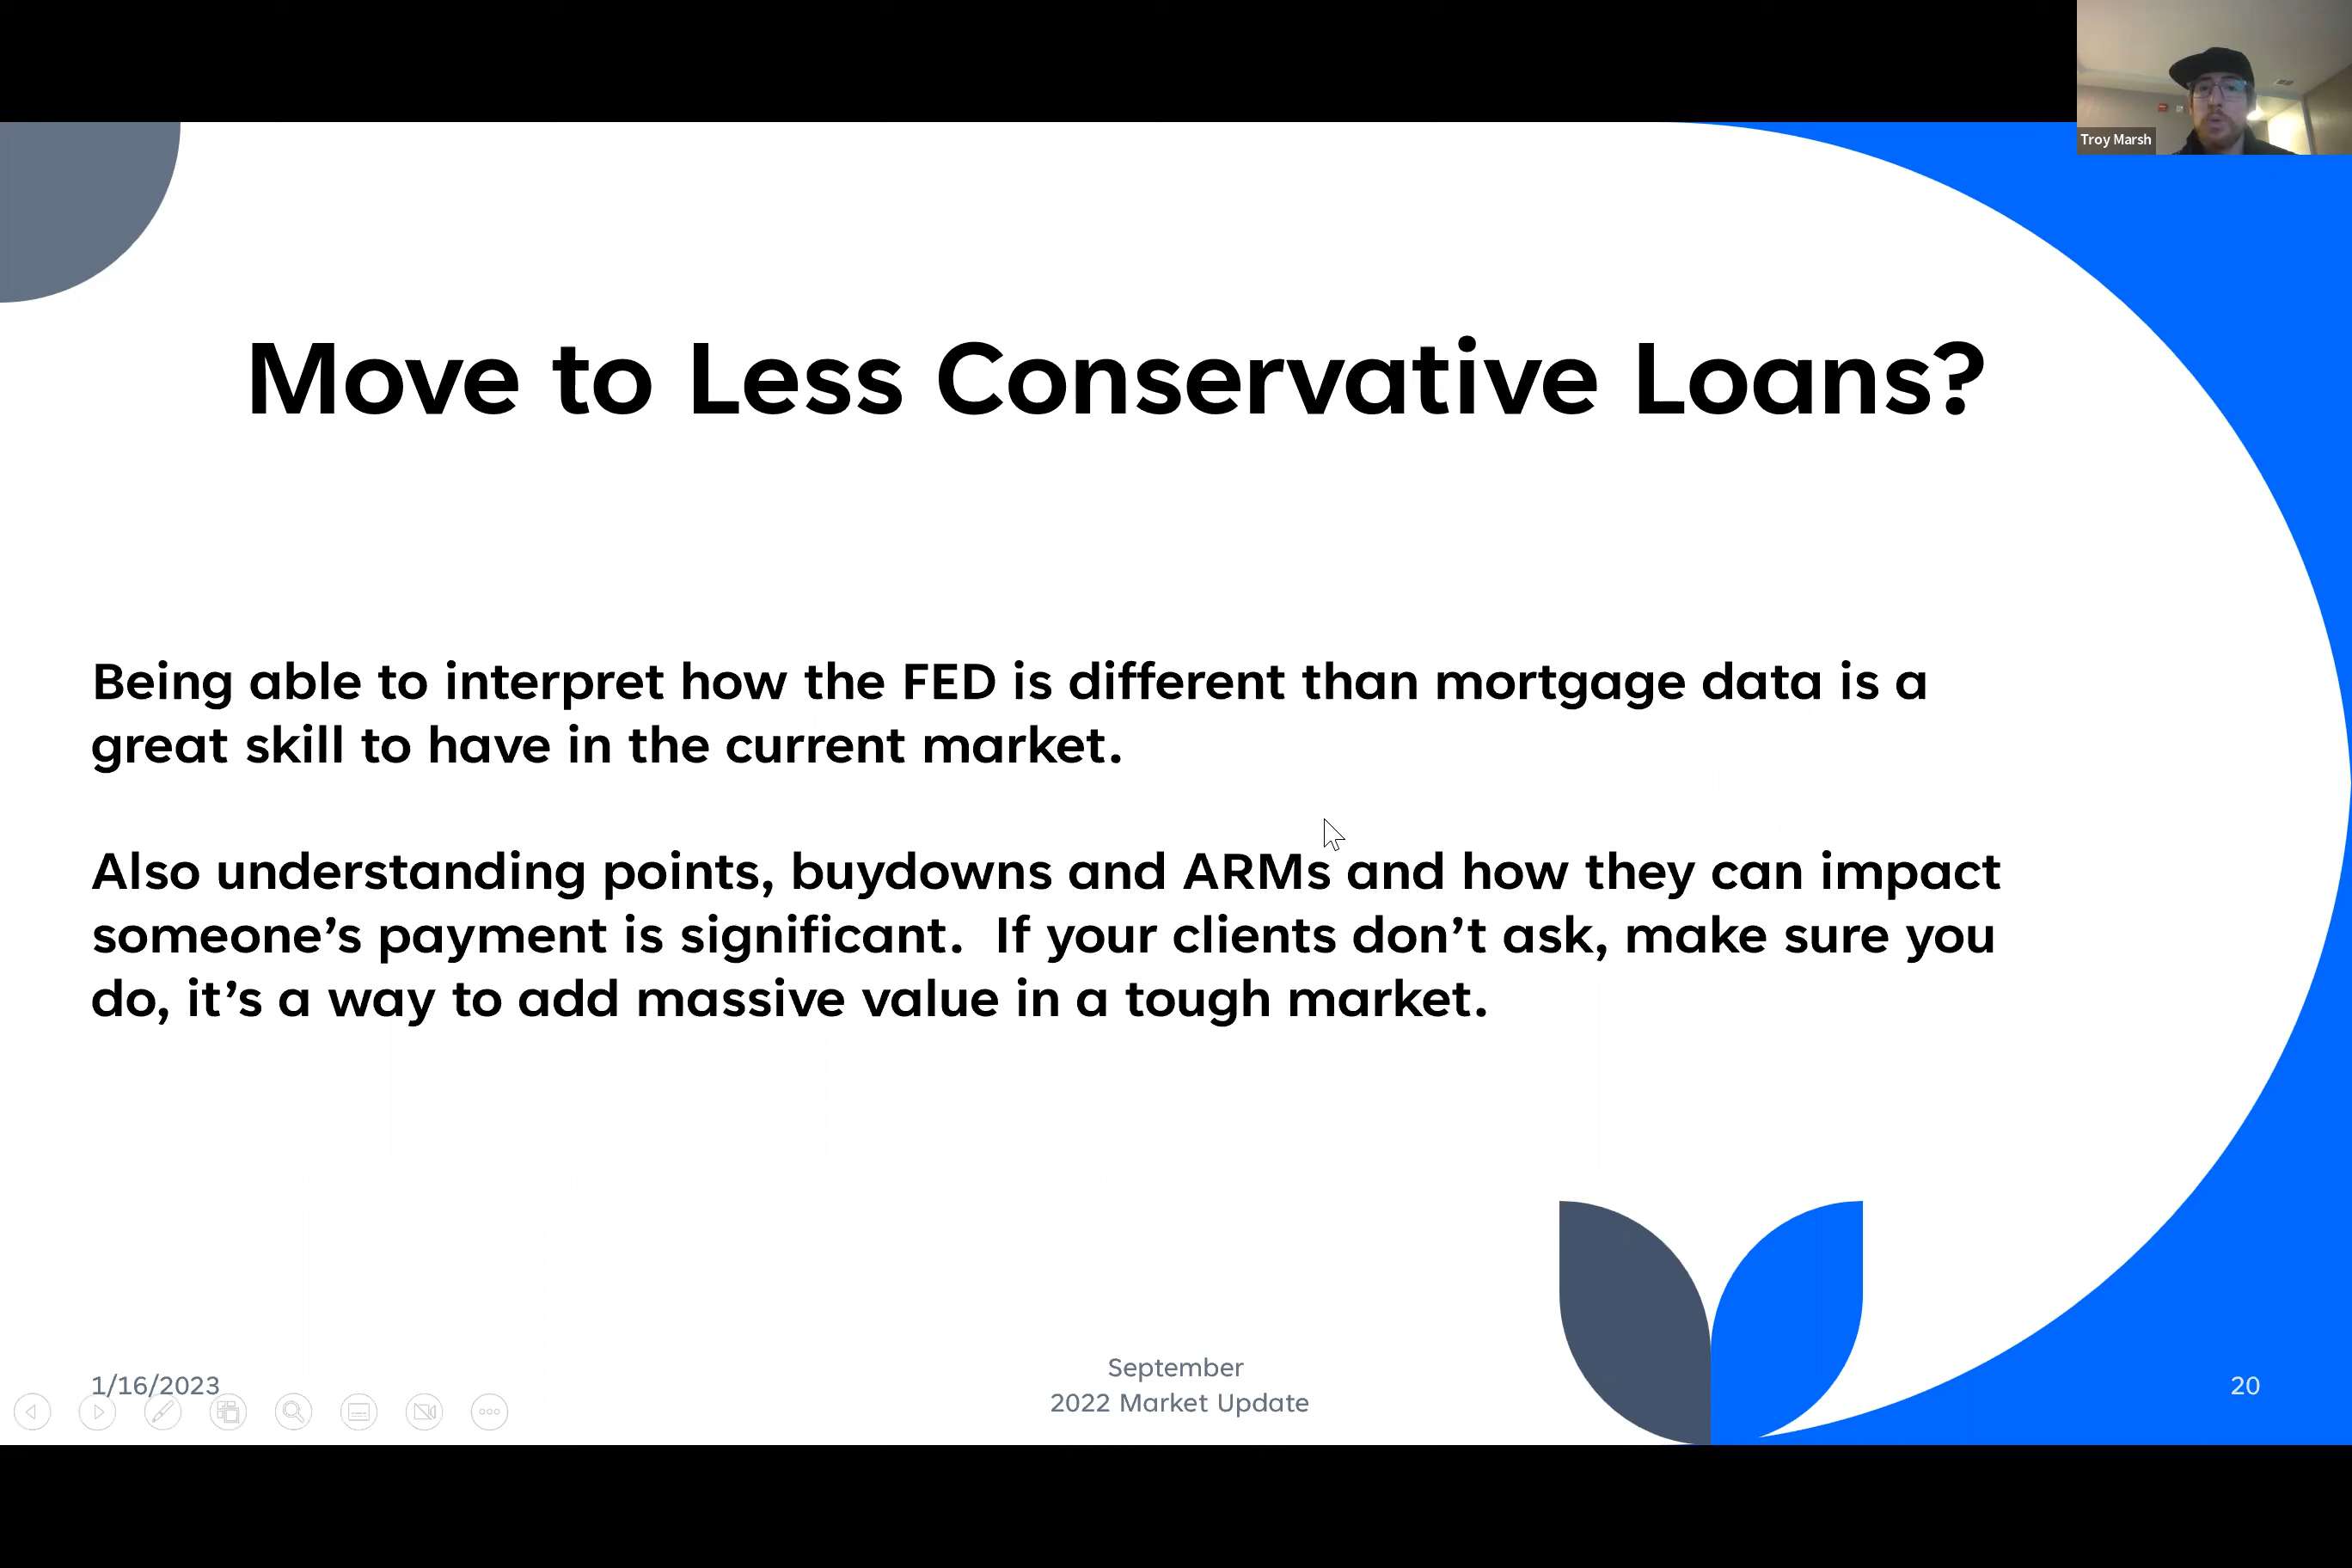 Troy Marsh
Move to Less Conservative Loans?
Being able to interpret how the FED is different than mortgage data is a
great skill to have in the current market.
Also understanding points, buydowns and ARMs and how they can impact
someone’s payment is significant.  If your clients don’t ask, make sure you
do, it’s a way to add massive value in a tough market.
1/16/2023
September
2022 Market Update
20